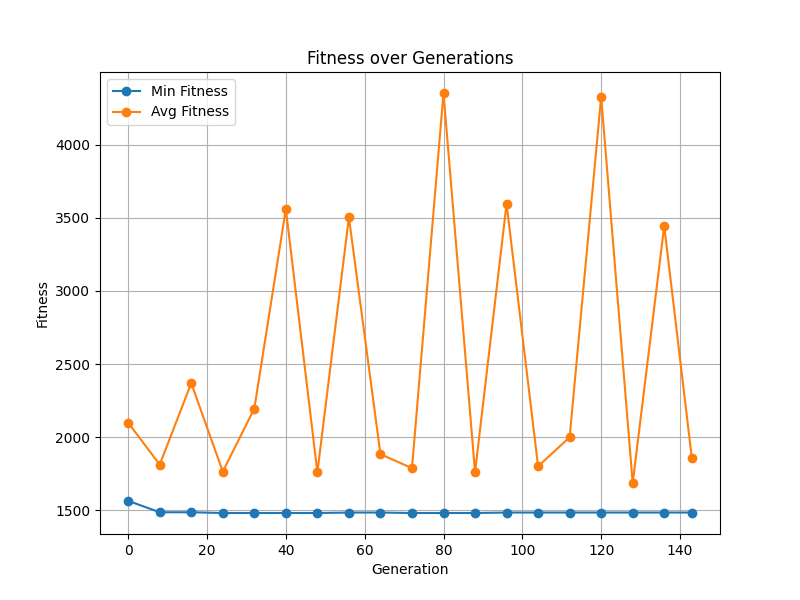 Fitness over Generations
Min Fitness
Avg Fitness
4000
3500
3000
2500
2000
1500
Fitness
0 20 40 60 80 100 120 140
Generation